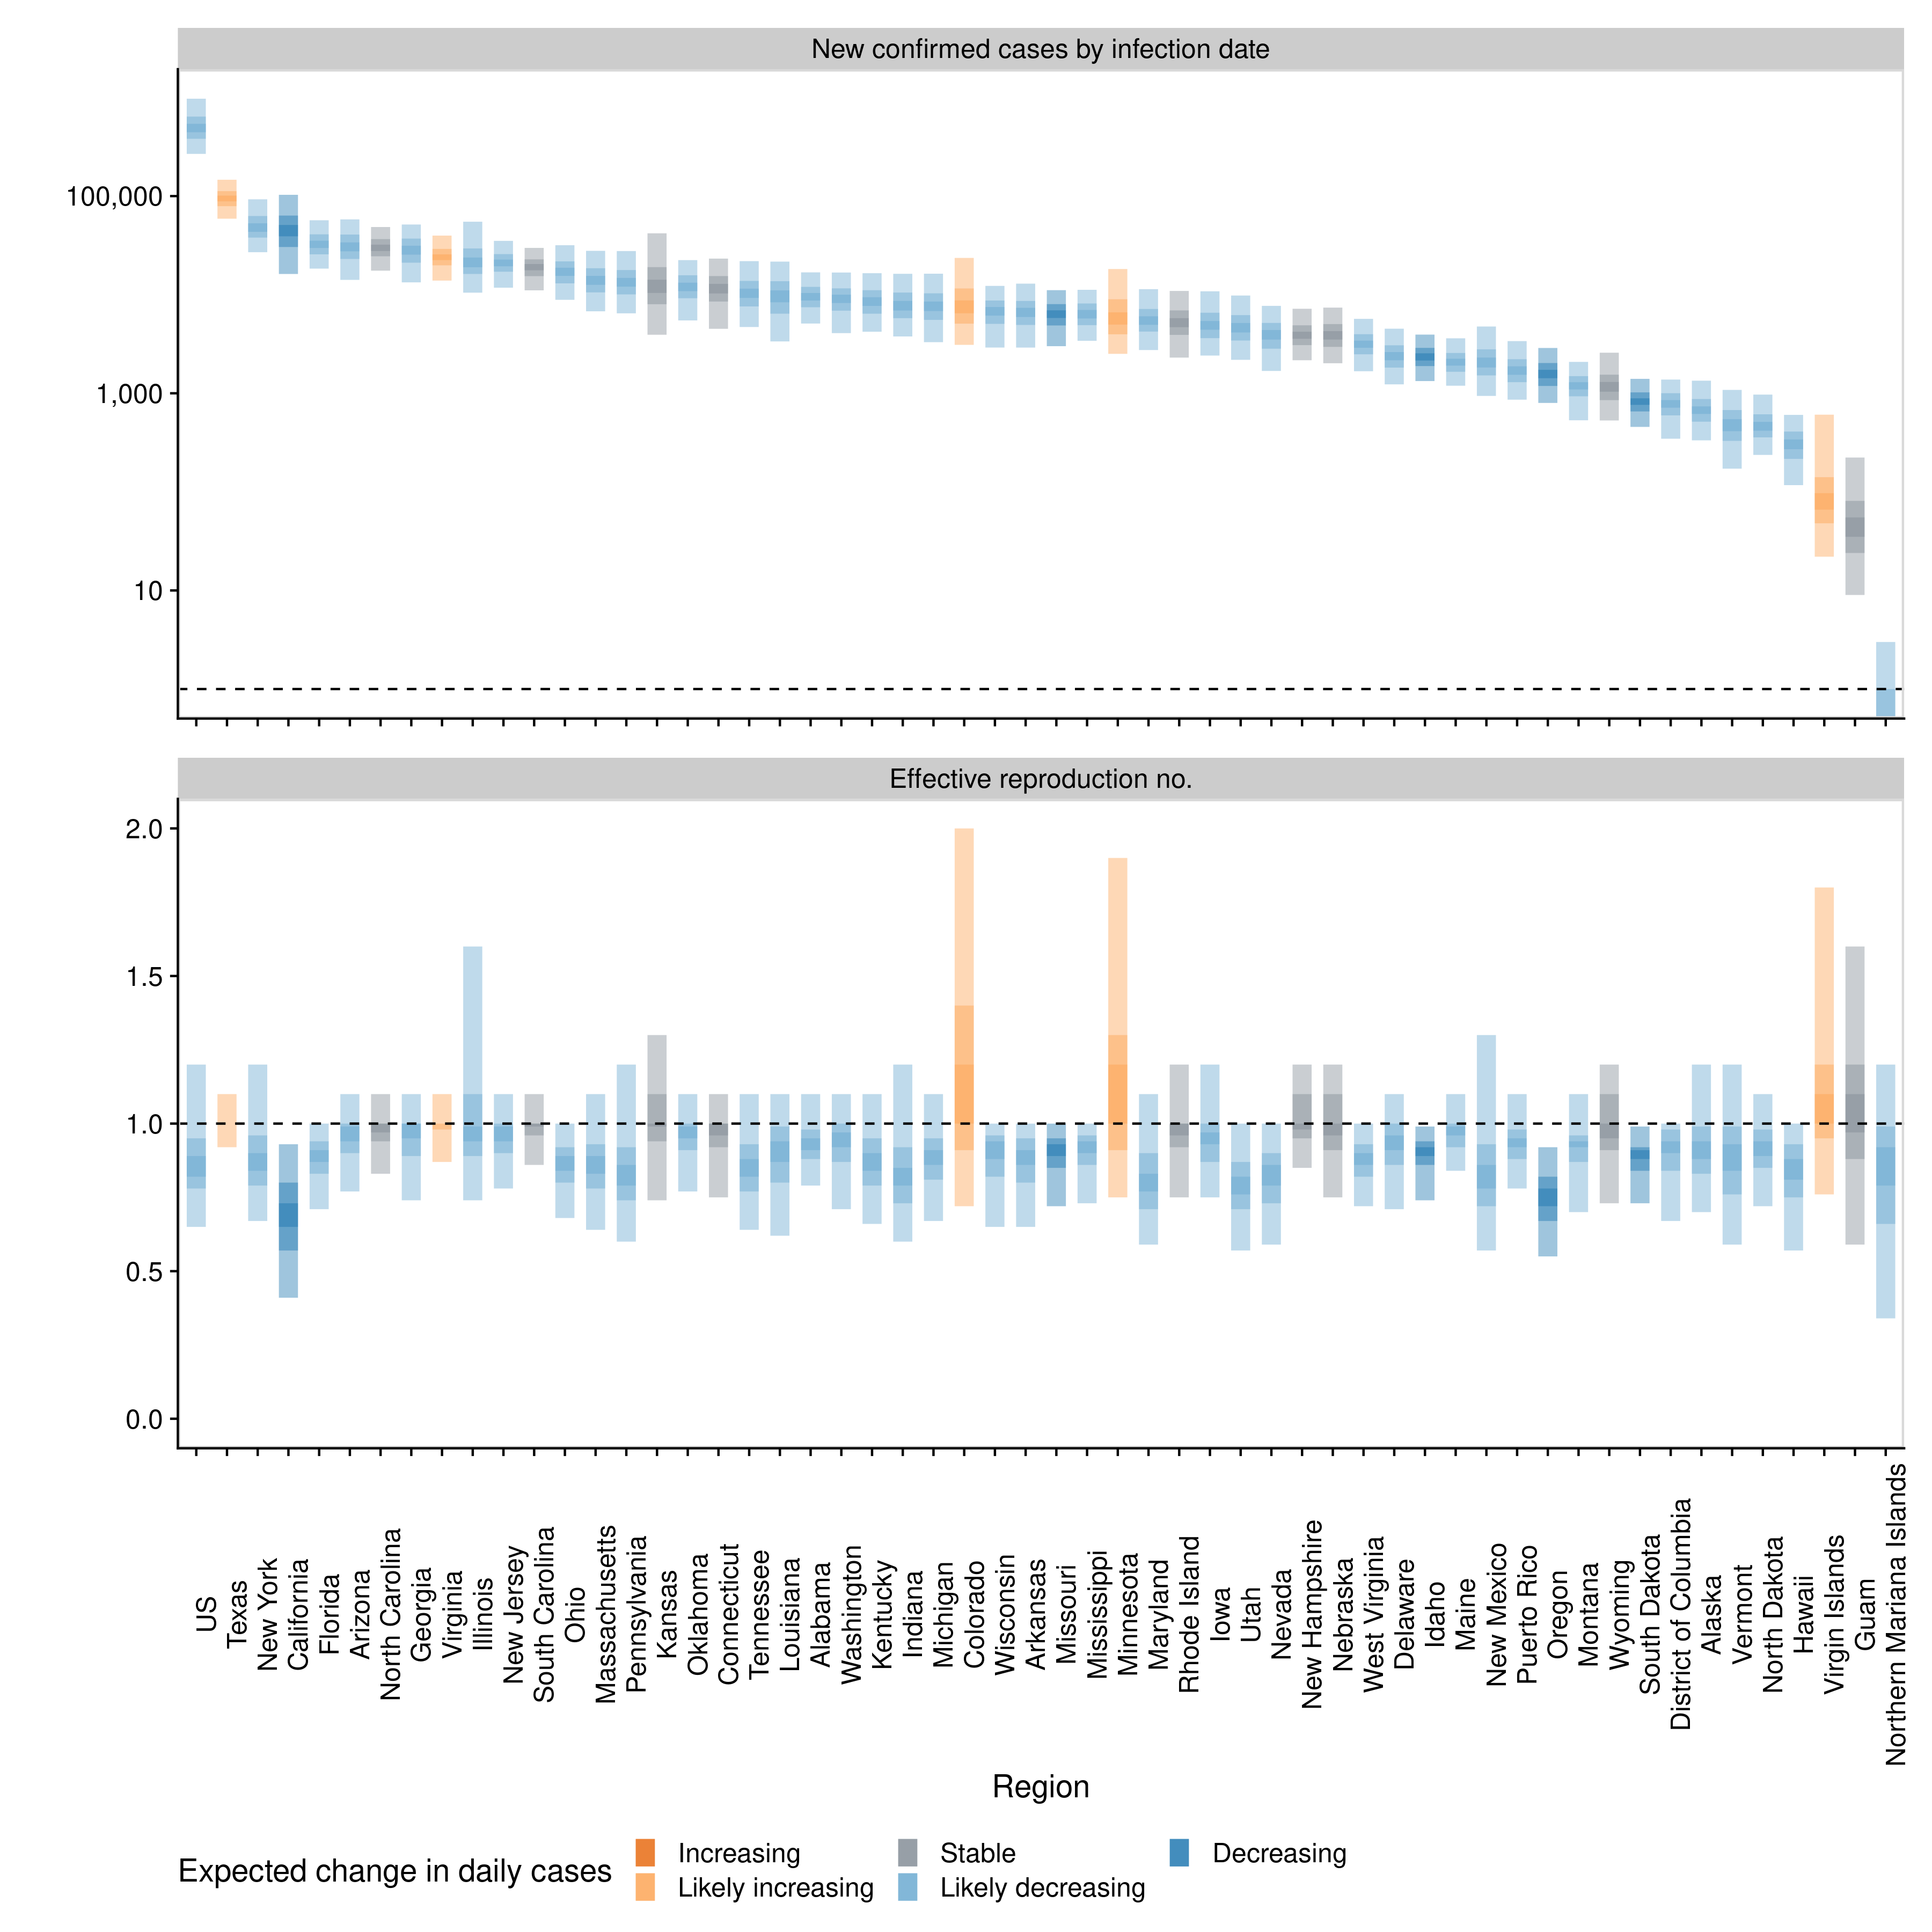 New confirmed cases by infection date
100,000
1,000
10
Effective reproduction no.
2.0
1.5
1.0
0.5
0.0
US
Texas
New York
California
Florida
Arizona
North Carolina
Georgia
Virginia
Illinois
New Jersey
South Carolina
Ohio
Massachusetts
Pennsylvania
Kansas
Oklahoma
Connecticut
Tennessee
Louisiana
Alabama
Washington
Kentucky
Indiana
Michigan
Colorado
Wisconsin
Arkansas
Missouri
Mississippi
Minnesota
Maryland
Rhode Island
Iowa
Utah
Nevada
New Hampshire
Nebraska
West Virginia
Delaware
Idaho
Maine
New Mexico
Puerto Rico
Oregon
Montana
Wyoming
South Dakota
District of Columbia
Alaska
Vermont
North Dakota
Hawaii
Virgin Islands
Guam
Northern Mariana Islands
Region
Expected change in daily cases
Increasing
Likely increasing
Stable
Likely decreasing
Decreasing